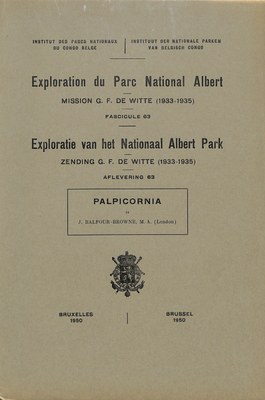 INSTITUT DES PARCS NATIONAUX
DU CONGO BELGE
INSTITUUT DER NATIONALE PARKEN
VAN BELGISCH CONGO
Exploration du Parc National Albert
MISSION G. F. DE WITTE (1933-1935)
FASCICULE 63
Exploratie van het Nationaal Albert Park
ZENDING G. F. DE WITTE (1933-1935)
AFLEVERING 63
PALPICORNIA
J. BALFOUR-BROWNE, M. A. (London)
BRUXELLES
1950
BRUSSEL
1950